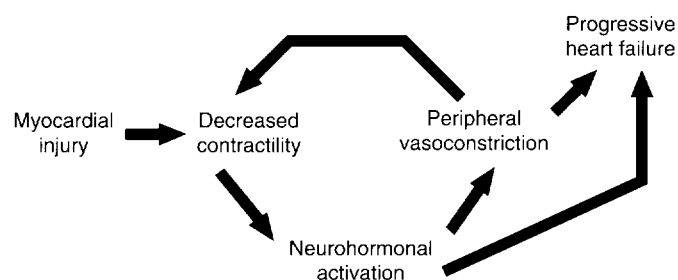 Progressive
heart failure
Myocardial
injury
Decreased
contractility
Peripheral
vasoconstriction
Neurohormonal
activation